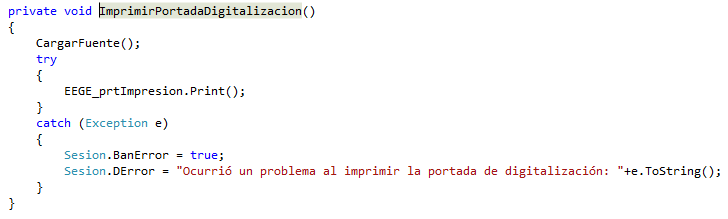 private void ImprimirPortadaDigitalizacion()
{
    CargarFuente();
    try
    {
        EEGE_prtImpresion.Print();
    }
    catch (Exception e)
    {
        Sesion.BanError = true;
        Sesion.DError = "Ocurrió un problema al imprimir la portada de digitalización: "+e.ToString();
    }
}